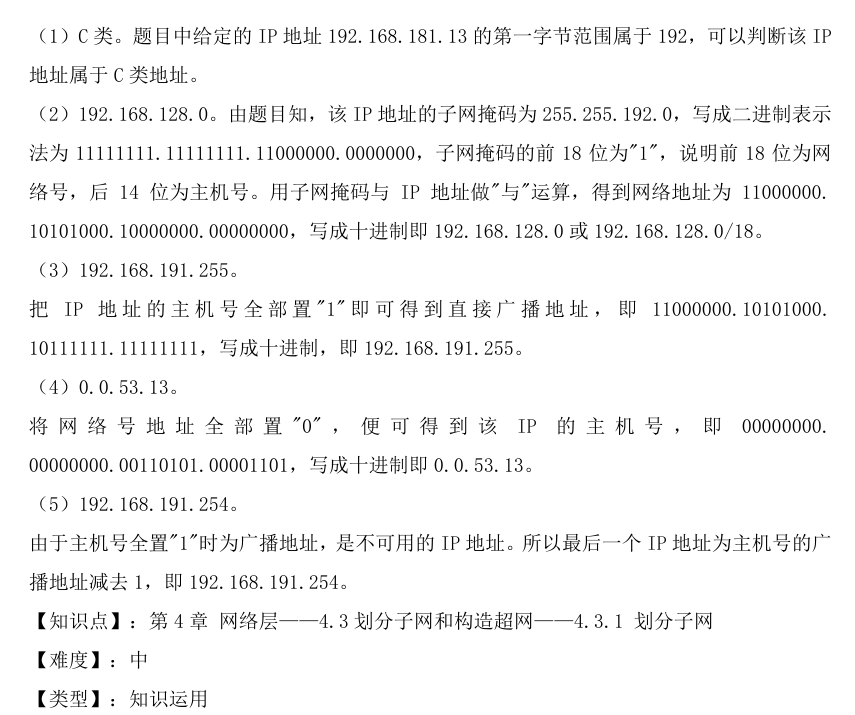 （1）C 类。题目中给定的 IP 地址 192.168.181.13 的第一字节范围属于 192，可以判断该 IP
地址属于 C 类地址。
（2）192.168.128.0。由题目知，该 IP 地址的子网掩码为 255.255.192.0，写成二进制表示
法为 11111111.11111111.11000000.0000000，子网掩码的前 18 位为"1"，说明前 18 位为网
络号，后 14 位为主机号。用子网掩码与 IP 地址做"与"运算，得到网络地址为 11000000.
10101000.10000000.00000000，写成十进制即 192.168.128.0 或 192.168.128.0/18。
（3）192.168.191.255。
把 IP 地址的主机号全部置"1"即可得到直接广播地址，即 11000000.10101000.
10111111.11111111，写成十进制，即 192.168.191.255。
（4）0.0.53.13。
将网络号地址全部置"0"，便可得到该 IP 的主机号，即 00000000.
00000000.00110101.00001101，写成十进制即 0.0.53.13。
（5）192.168.191.254。
由于主机号全置"1"时为广播地址，是不可用的 IP 地址。所以最后一个 IP 地址为主机号的广
播地址减去 1，即 192.168.191.254。
【知识点】：第 4 章 网络层——4.3 划分子网和构造超网——4.3.1 划分子网
【难度】：中
【类型】：知识运用